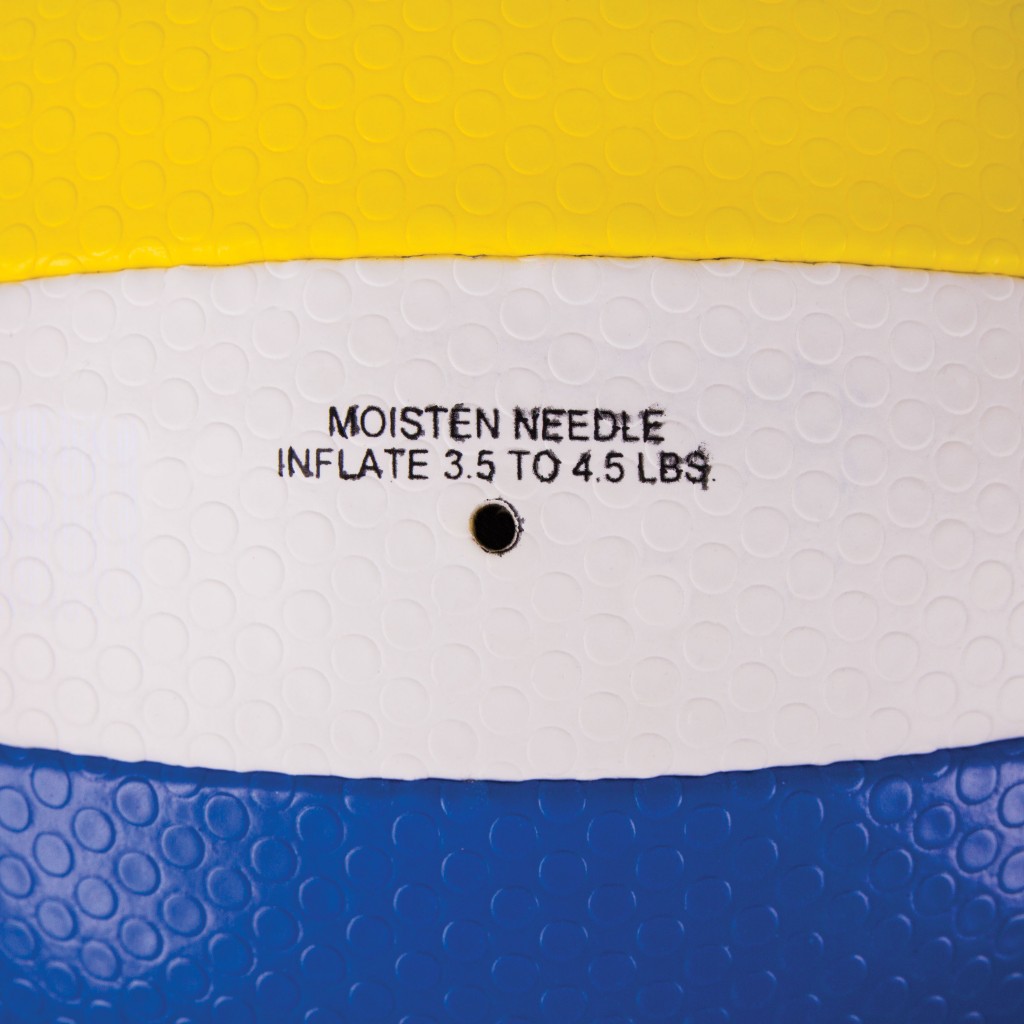 MOISTEN NEEDLE
INFLATE 3.5 TO 4.5 LBS.